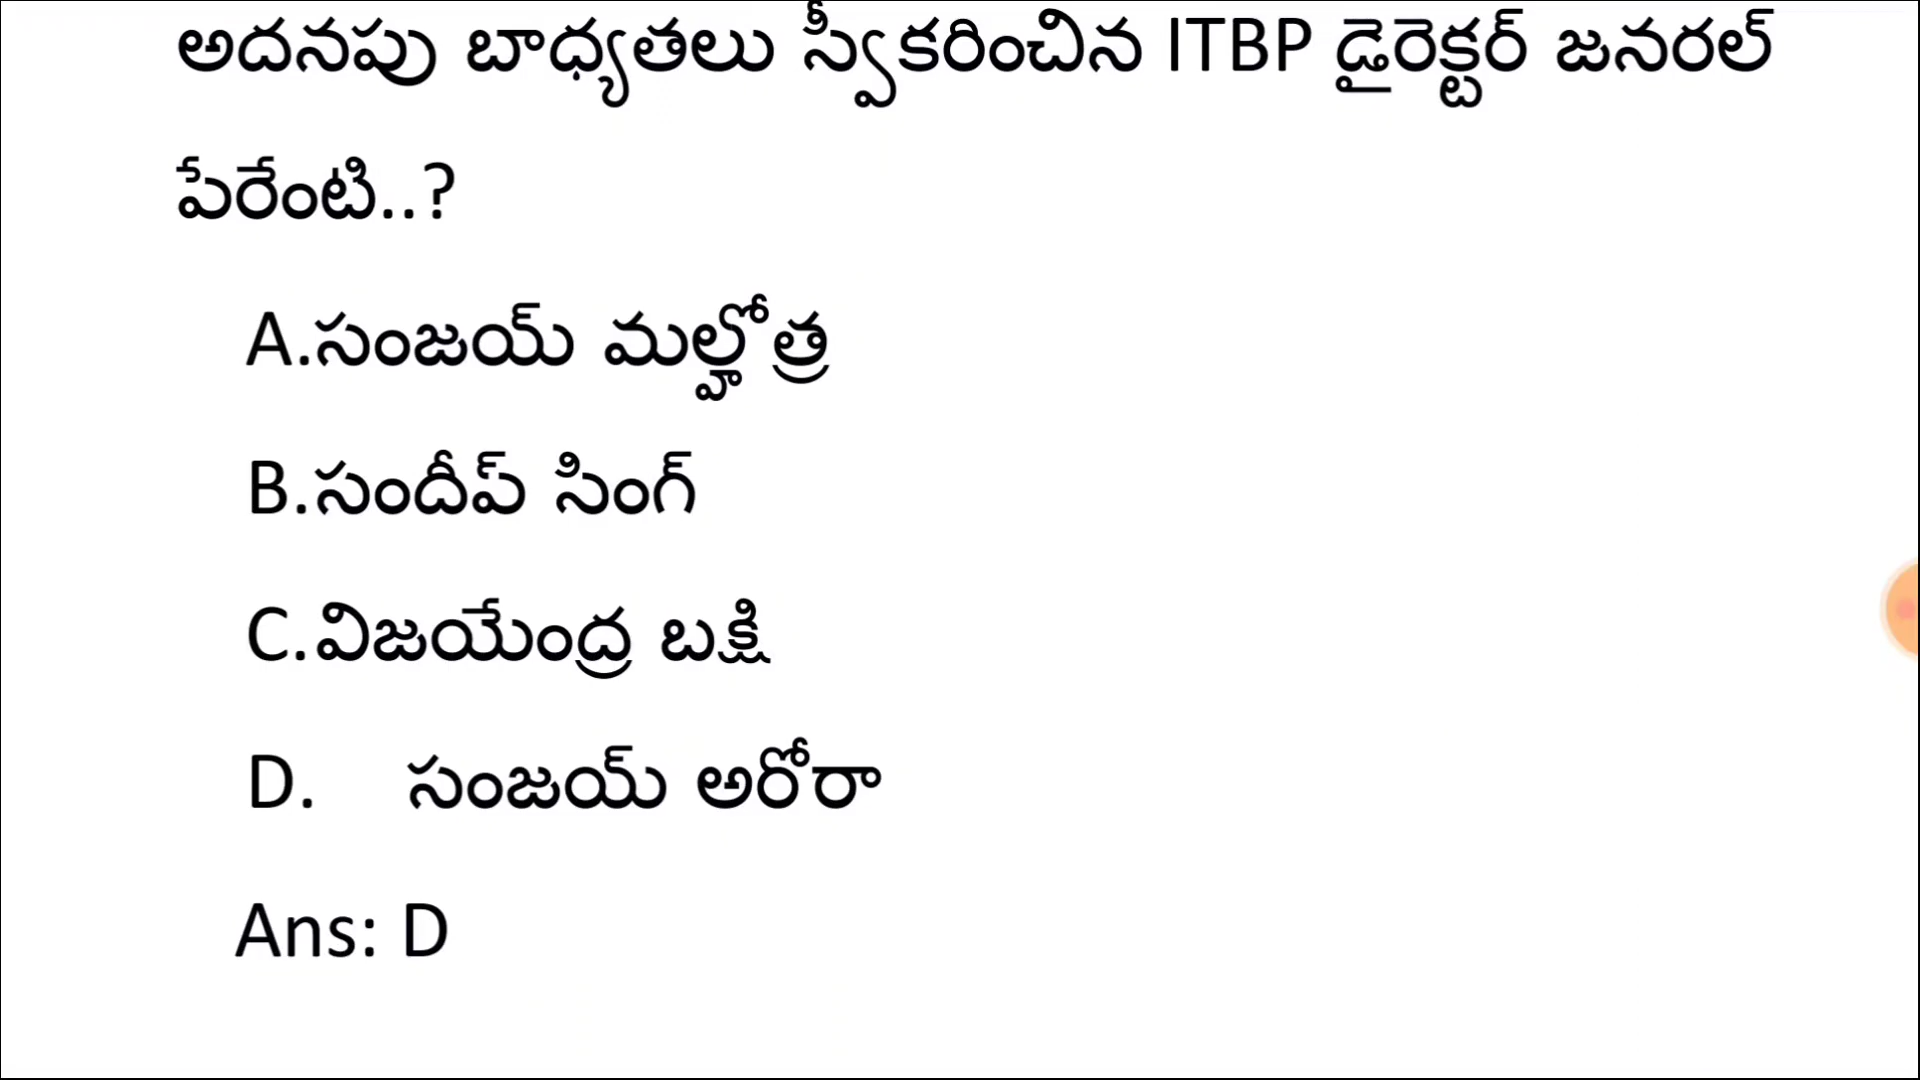 అదనపు బాధ్యతలు స్వీకరించిన ITBP డైరెక్టర్ జనరల్
పేరేంటి..?
A.సంజయ్ మల్హోత్ర
B.సందీప్ సింగ్
C.విజయేంద్ర బక్షి
D. సంజయ్ అరోరా
Ans: D